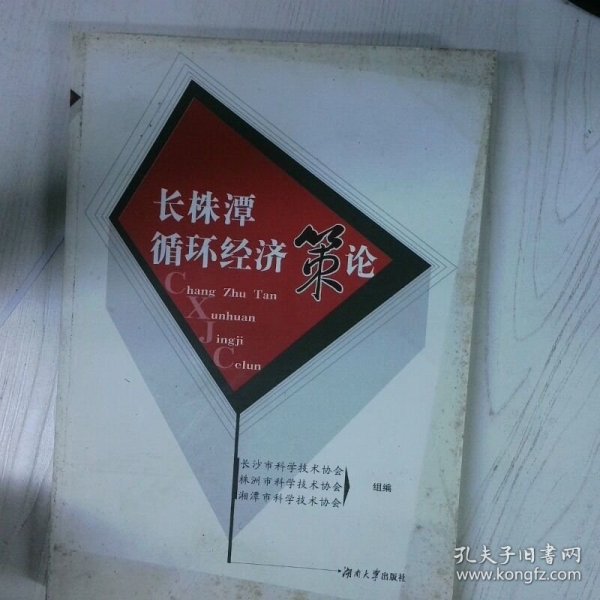 长株潭
循环经济策论
Chang Zhu Tan
Xunhuan
Jingji
Celun
长沙市科学技术协会
株洲市科学技术协会
湘潭市科学技术协会
组编
湖南大学出版社
孔夫子旧书网
www.kongfz.com